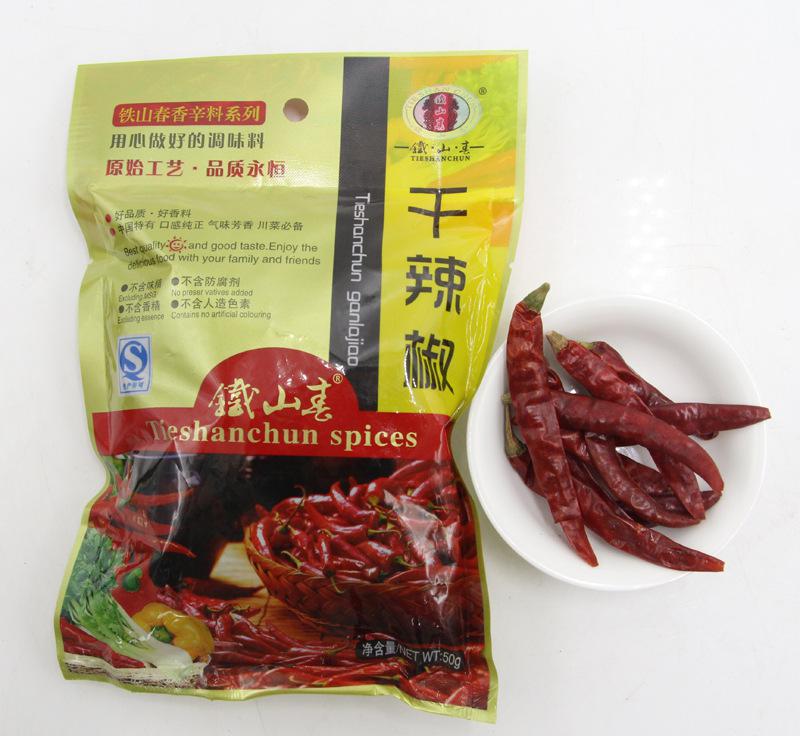 铁山春香辛料系列
用心做好的调味料
原始工艺·品质永恒
好品质·好香料
中国特有 口感纯正 气味芳香 川菜必备
Best quality and good taste.Enjoy the
delicious food with your family and friends
不含味精
Excluding MSG
不含防腐剂
No preser vatives added
不含香精
Excluding essence
不含人造色素
Contains no artificial colouring
Tieshanchun ganlajiao
鐵山春
®
鐵·山·春
TIESHANCHUN
干辣椒
鐵山春®
Tieshanchun spices
净含量/NET WT:50g